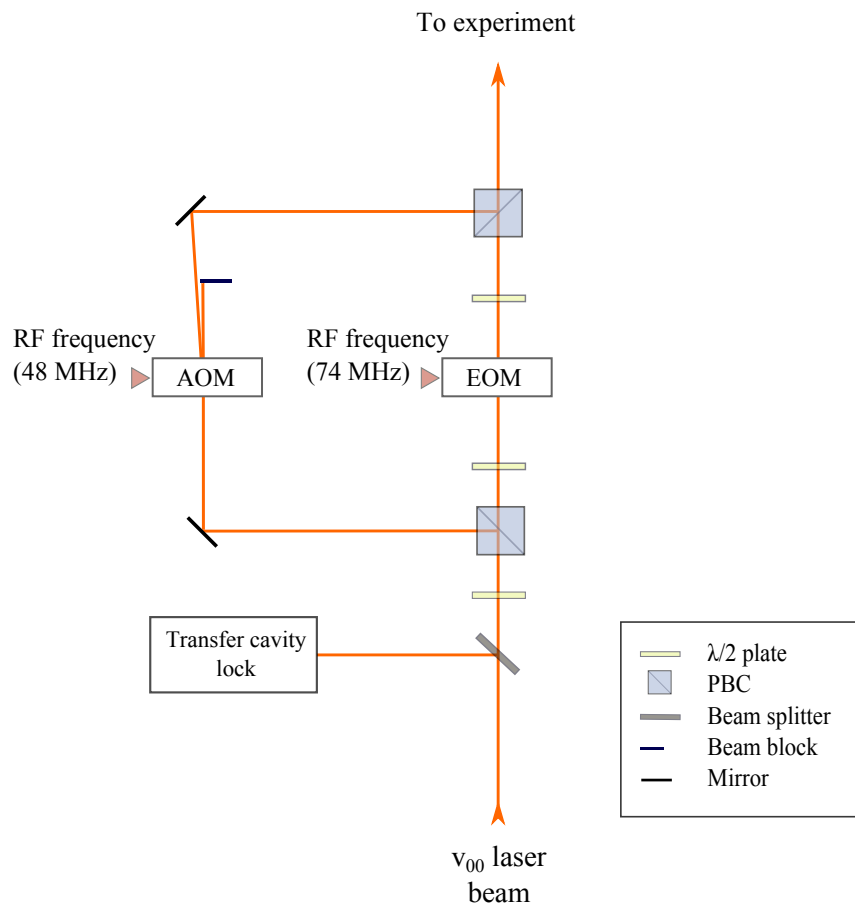 To experiment
RF frequency
(48 MHz)
AOM
RF frequency
(74 MHz)
EOM
Transfer cavity
lock
λ/2 plate
PBC
Beam splitter
Beam block
Mirror
v₀₀ laser
beam